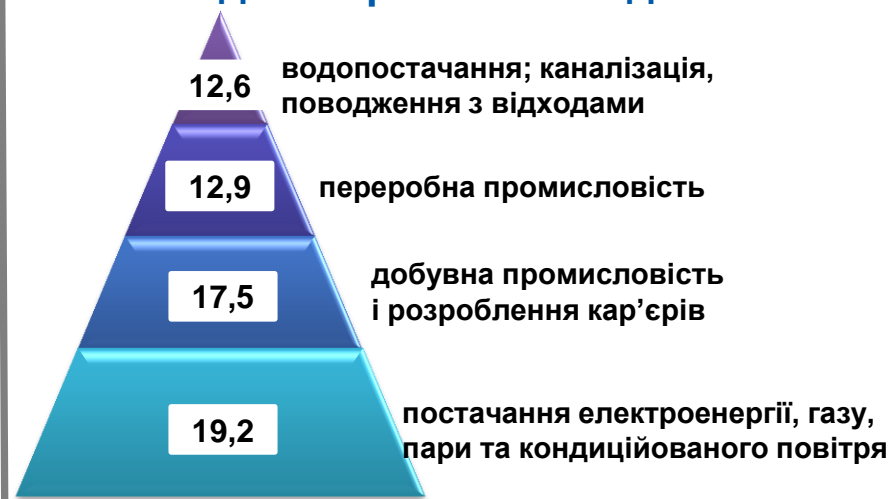 12,6
водопостачання; каналізація,
поводження з відходами
12,9
переробна промисловість
17,5
добувна промисловість
і розроблення кар’єрів
19,2
постачання електроенергії, газу,
пари та кондиційованого повітря